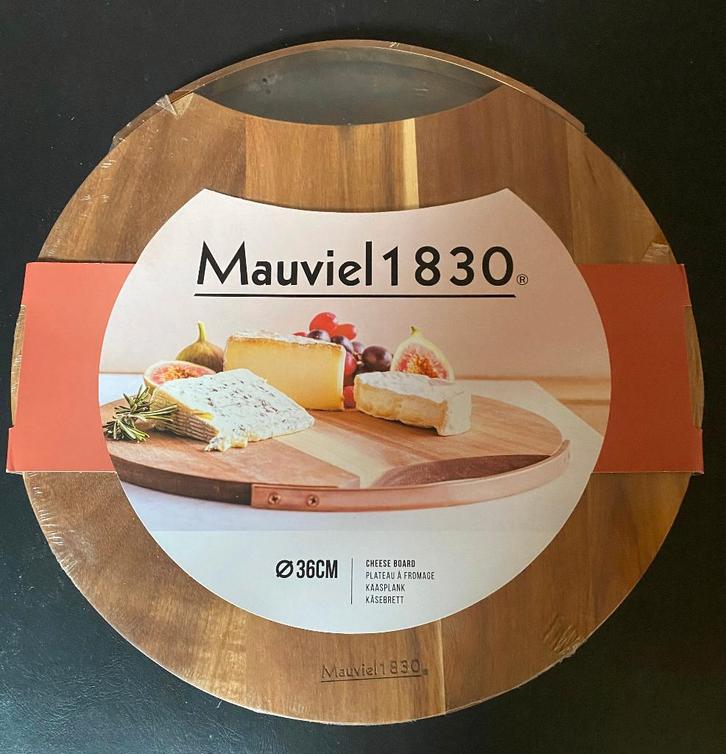 Mauviel1830®
Ø36CM
CHEESE BOARD
PLATEAU À FROMAGE
KAASPLANK
KÄSEBRETT
Mauviel1830®